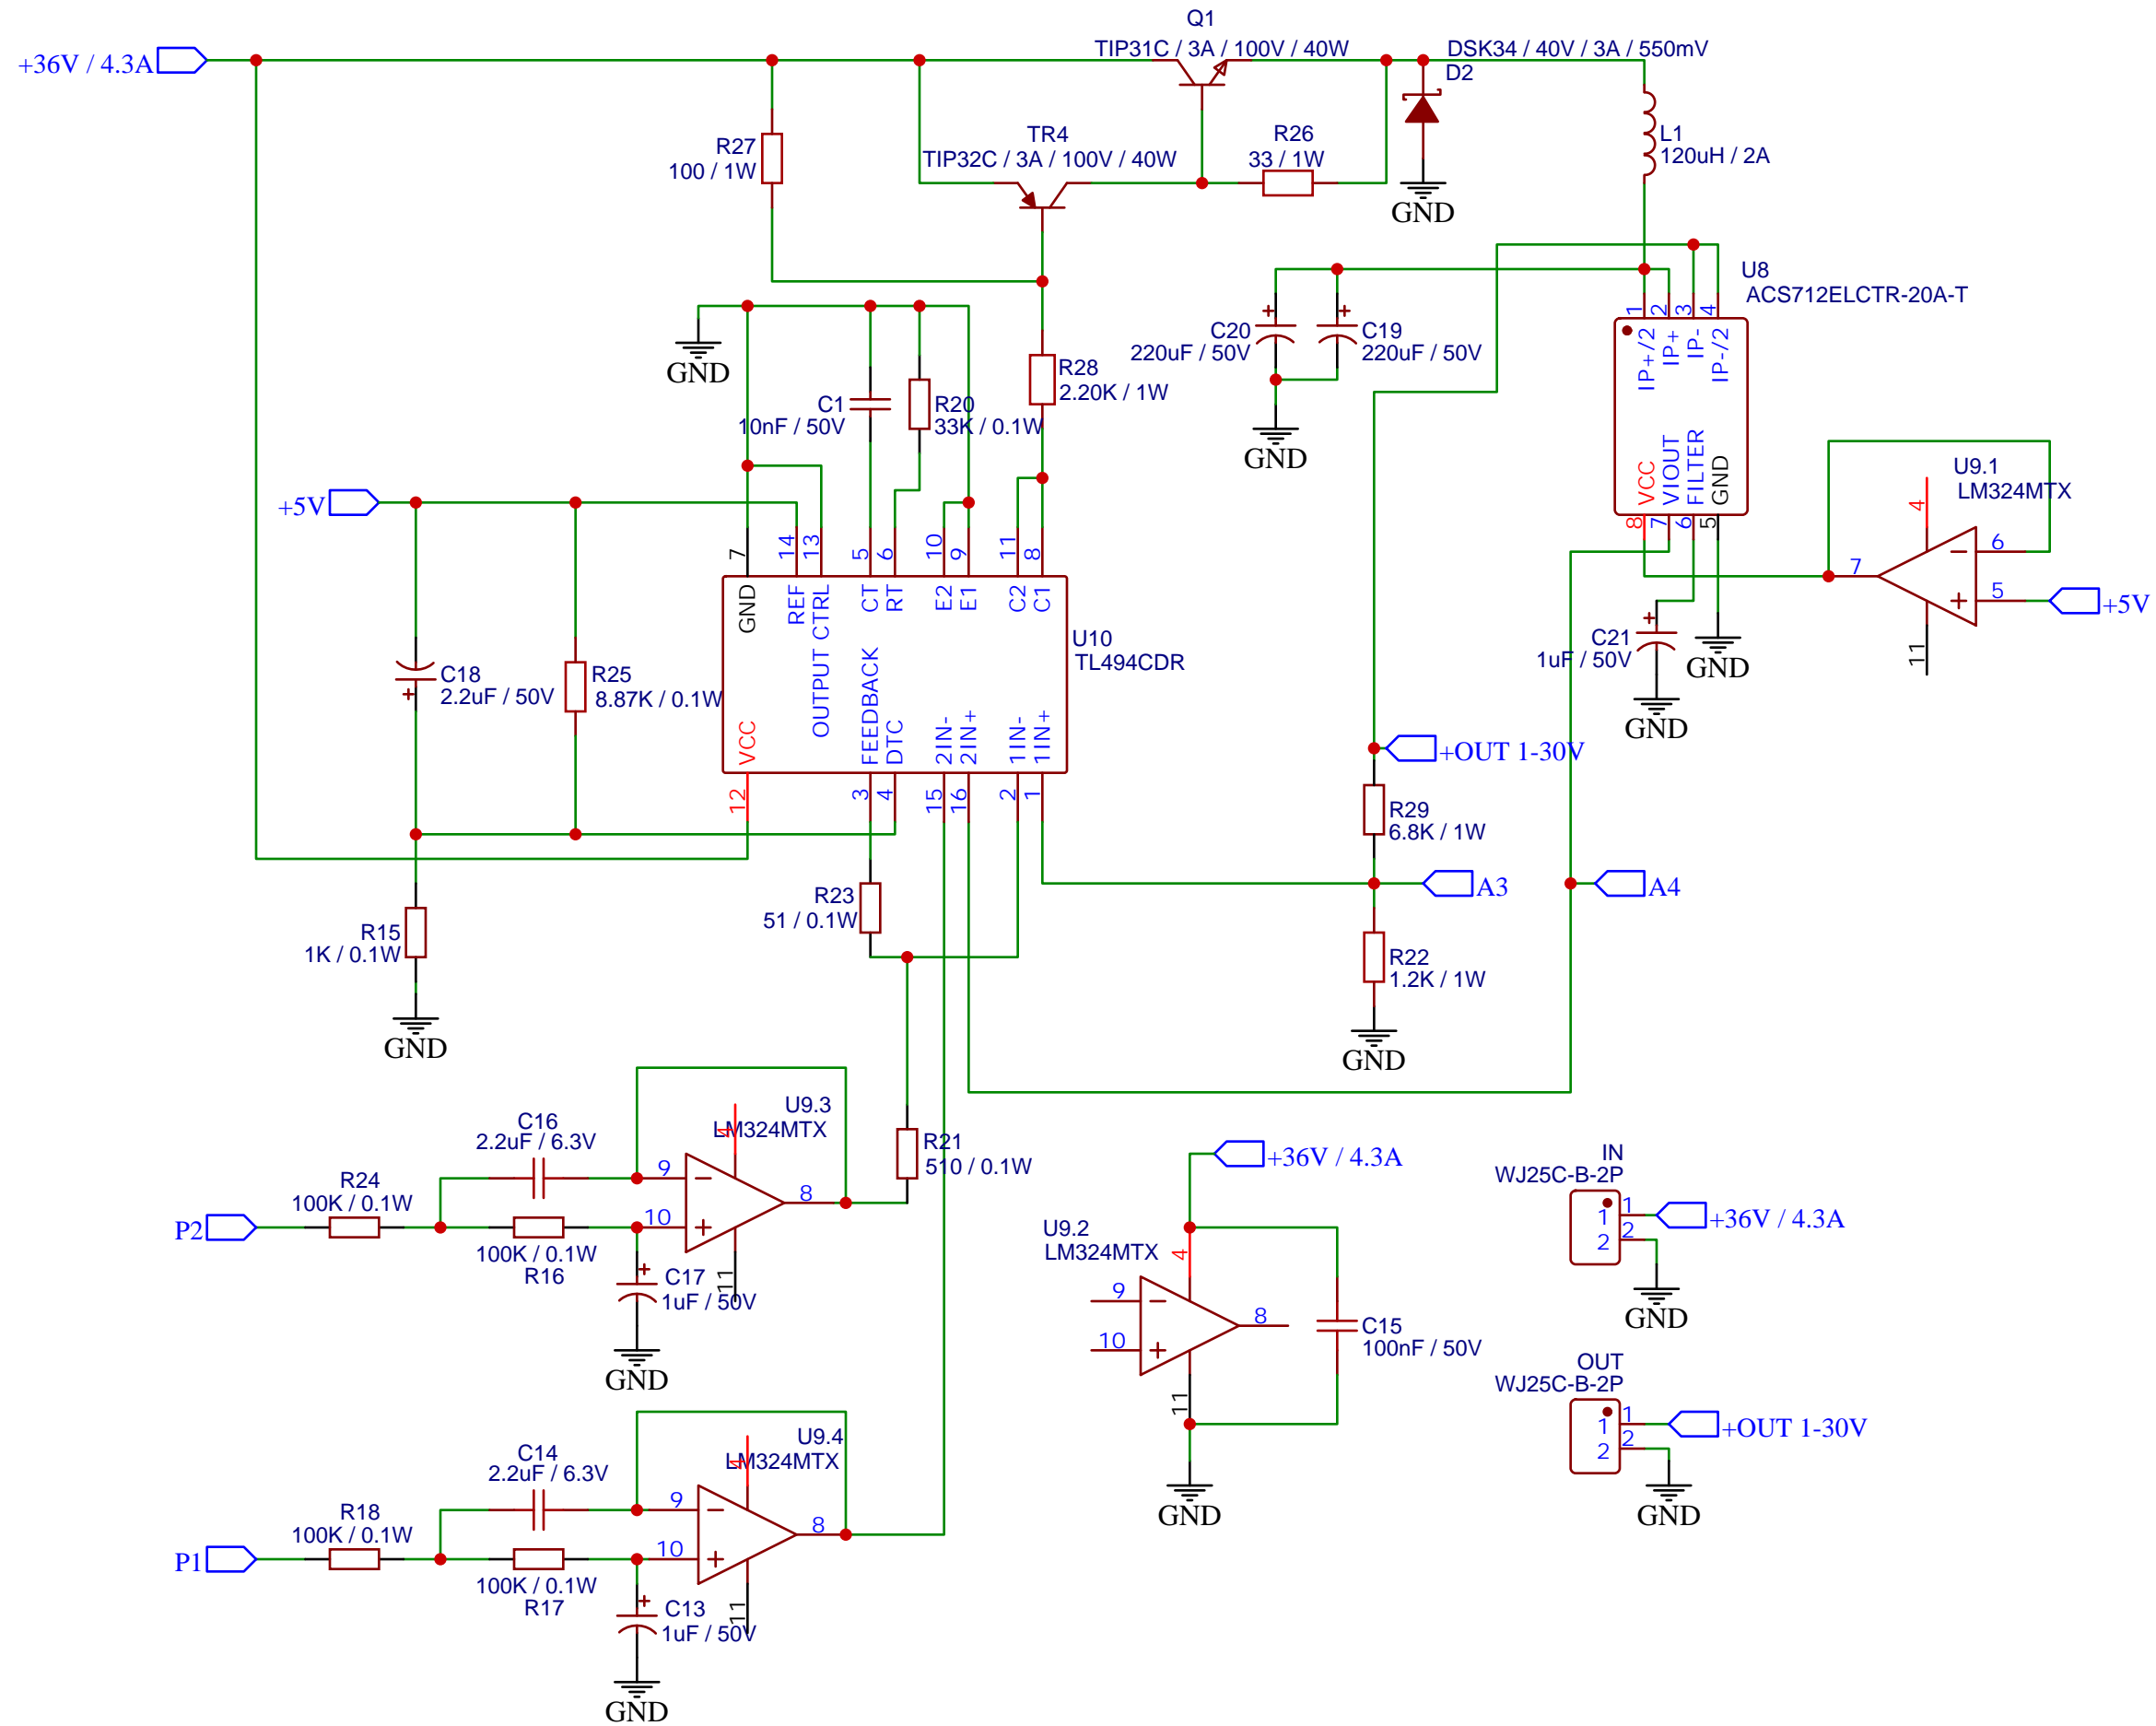 Q1
TIP31C / 3A / 100V / 40W
DSK34 / 40V / 3A / 550mV
D2
+36V / 4.3A
R27
100 / 1W
TR4
TIP32C / 3A / 100V / 40W
R26
33 / 1W
L1
120uH / 2A
GND
U8
ACS712ELCTR-20A-T
1
2
3
4
IP+/2
IP+
IP-
IP-/2
VCC
VIOUT
FILTER
GND
8
7
6
5
C20
220uF / 50V
C19
220uF / 50V
GND
GND
C1
10nF / 50V
R20
33K / 0.1W
R28
2.20K / 1W
+5V
U9.1
LM324MTX
4
6
7
5
11
+5V
C21
1uF / 50V
GND
GND
7
14
13
5
6
10
9
11
8
GND
REF
OUTPUT CTRL
CT
RT
E2
E1
C2
C1
U10
TL494CDR
VCC
FEEDBACK
DTC
2IN-
2IN+
1IN-
1IN+
12
3
4
15
16
2
1
C18
2.2uF / 50V
R25
8.87K / 0.1W
+OUT 1-30V
R29
6.8K / 1W
A3
A4
R23
51 / 0.1W
R15
1K / 0.1W
GND
R22
1.2K / 1W
GND
C16
2.2uF / 6.3V
U9.3
LM324MTX
4
R24
100K / 0.1W
9
8
10
P2
100K / 0.1W
R16
C17
1uF / 50V
11
GND
R21
510 / 0.1W
+36V / 4.3A
U9.2
LM324MTX
4
9
8
10
11
C15
100nF / 50V
GND
IN
WJ25C-B-2P
1
1
2
2
+36V / 4.3A
GND
OUT
WJ25C-B-2P
1
1
2
2
+OUT 1-30V
GND
C14
2.2uF / 6.3V
U9.4
LM324MTX
4
R18
100K / 0.1W
9
8
10
P1
100K / 0.1W
R17
C13
1uF / 50V
11
GND